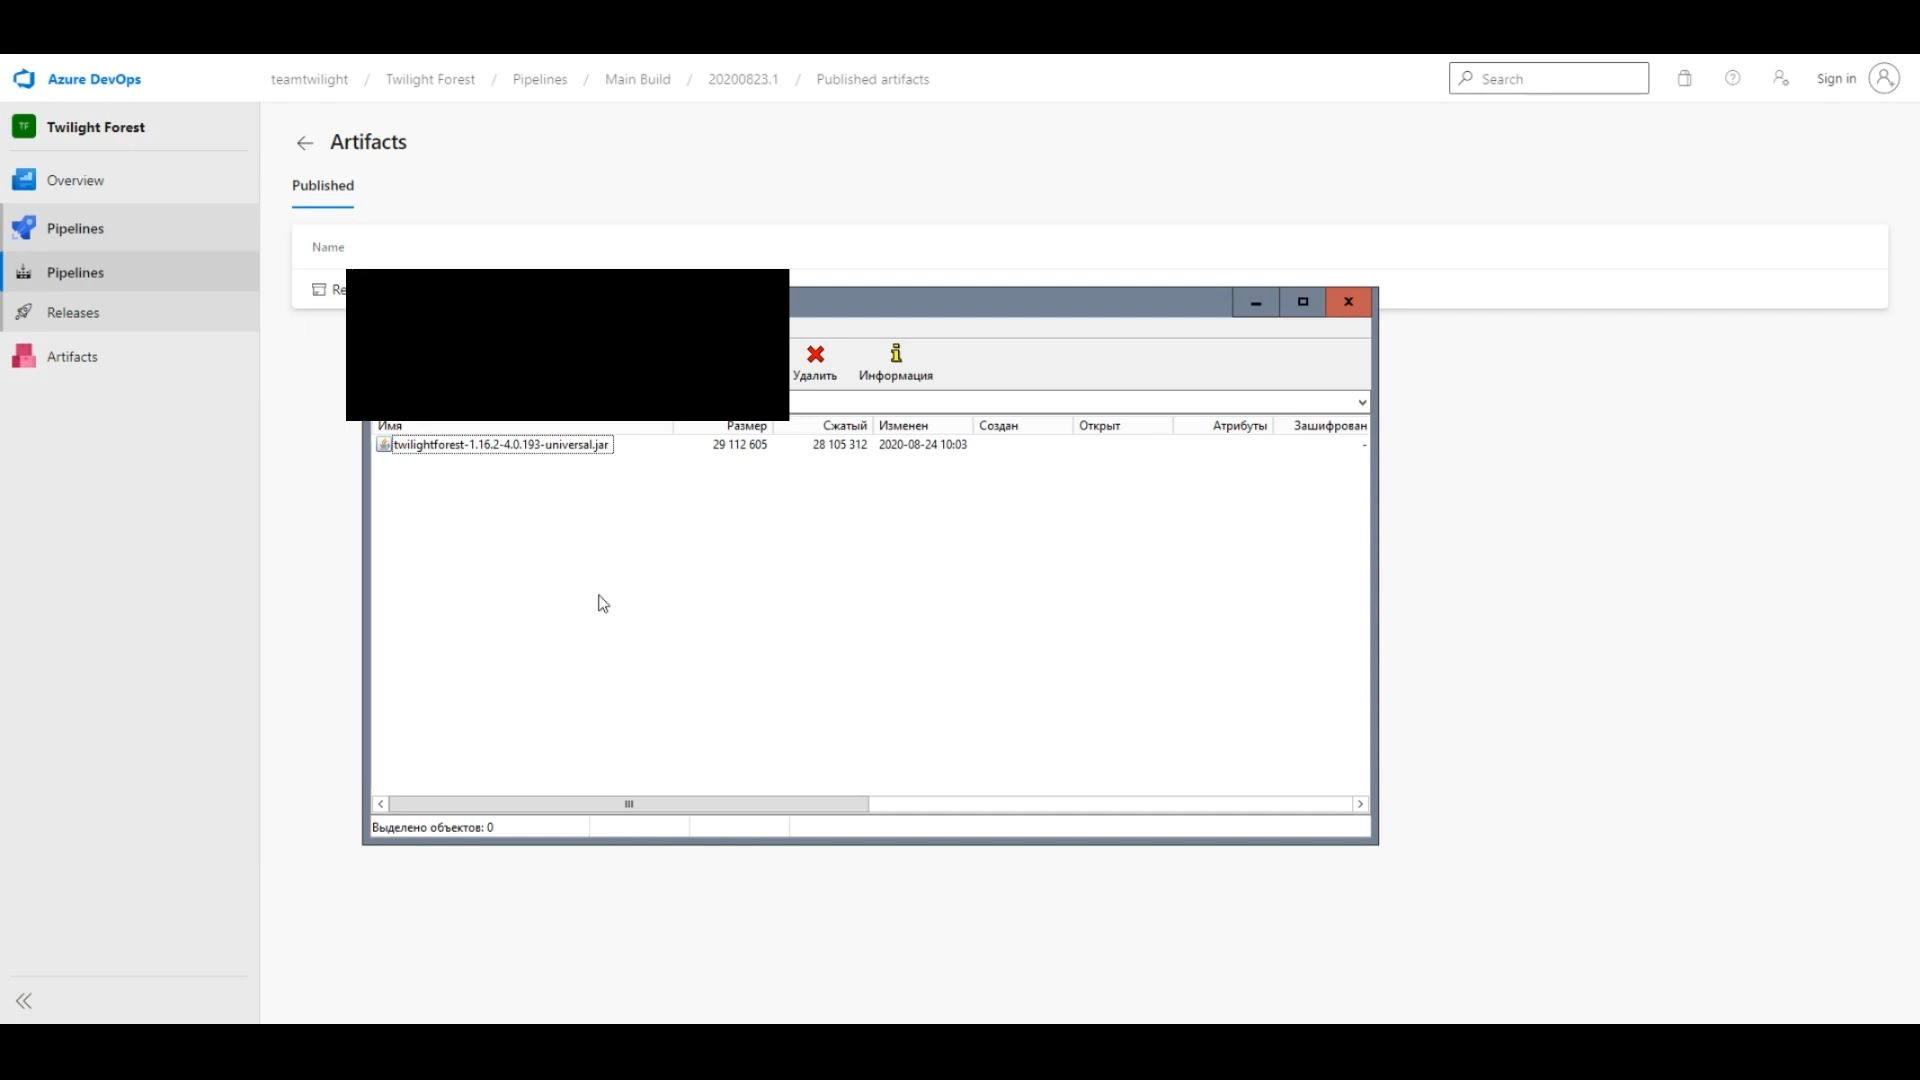 Azure DevOps
teamtwilight / Twilight Forest / Pipelines / Main Build / 20200823.1 / Published artifacts
Search
Sign in
TF Twilight Forest
Overview
Pipelines
Pipelines
Releases
Artifacts
Artifacts
Published
Name
Удалить
Информация
Имя Размер Сжатый Изменен Создан Открыт Атрибуты Зашифрован
twilightforest-1.16.2-4.0.193-universal.jar 29 112 605 28 105 312 2020-08-24 10:03 -
Выделено объектов: 0